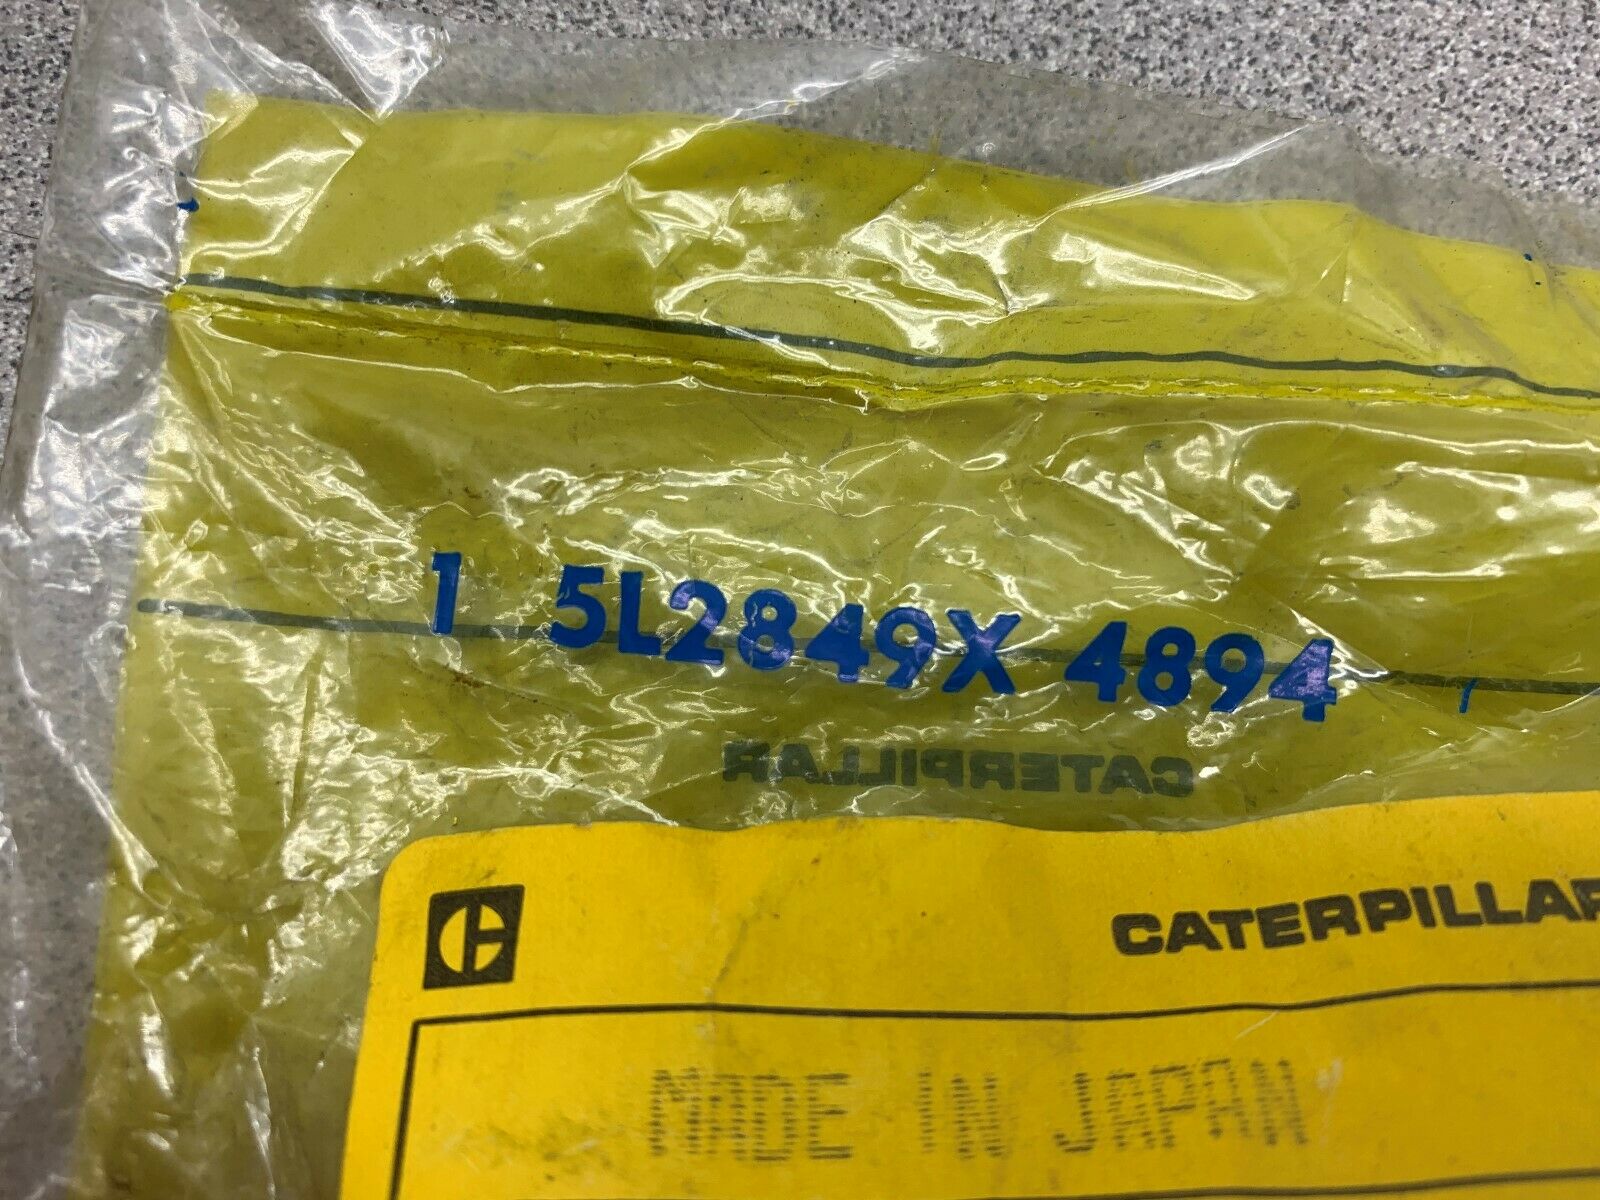 1 5L2849X 4894
CATERPILLAR
CATERPILLAR
MADE IN JAPAN